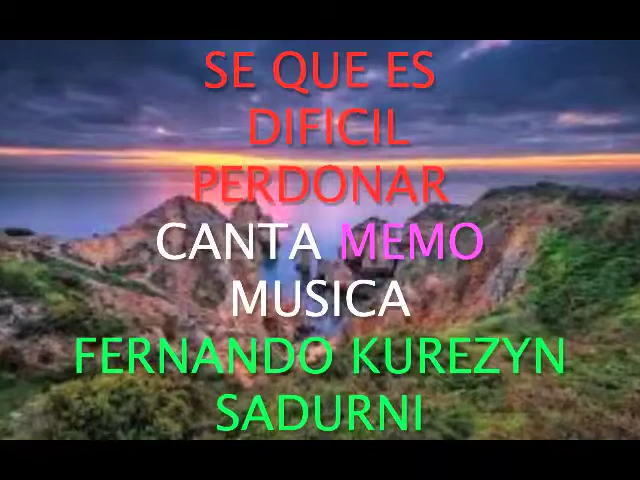 SE QUE ES
DIFICIL
PERDONAR
CANTA MEMO
MUSICA
FERNANDO KUREZYN
SADURNI